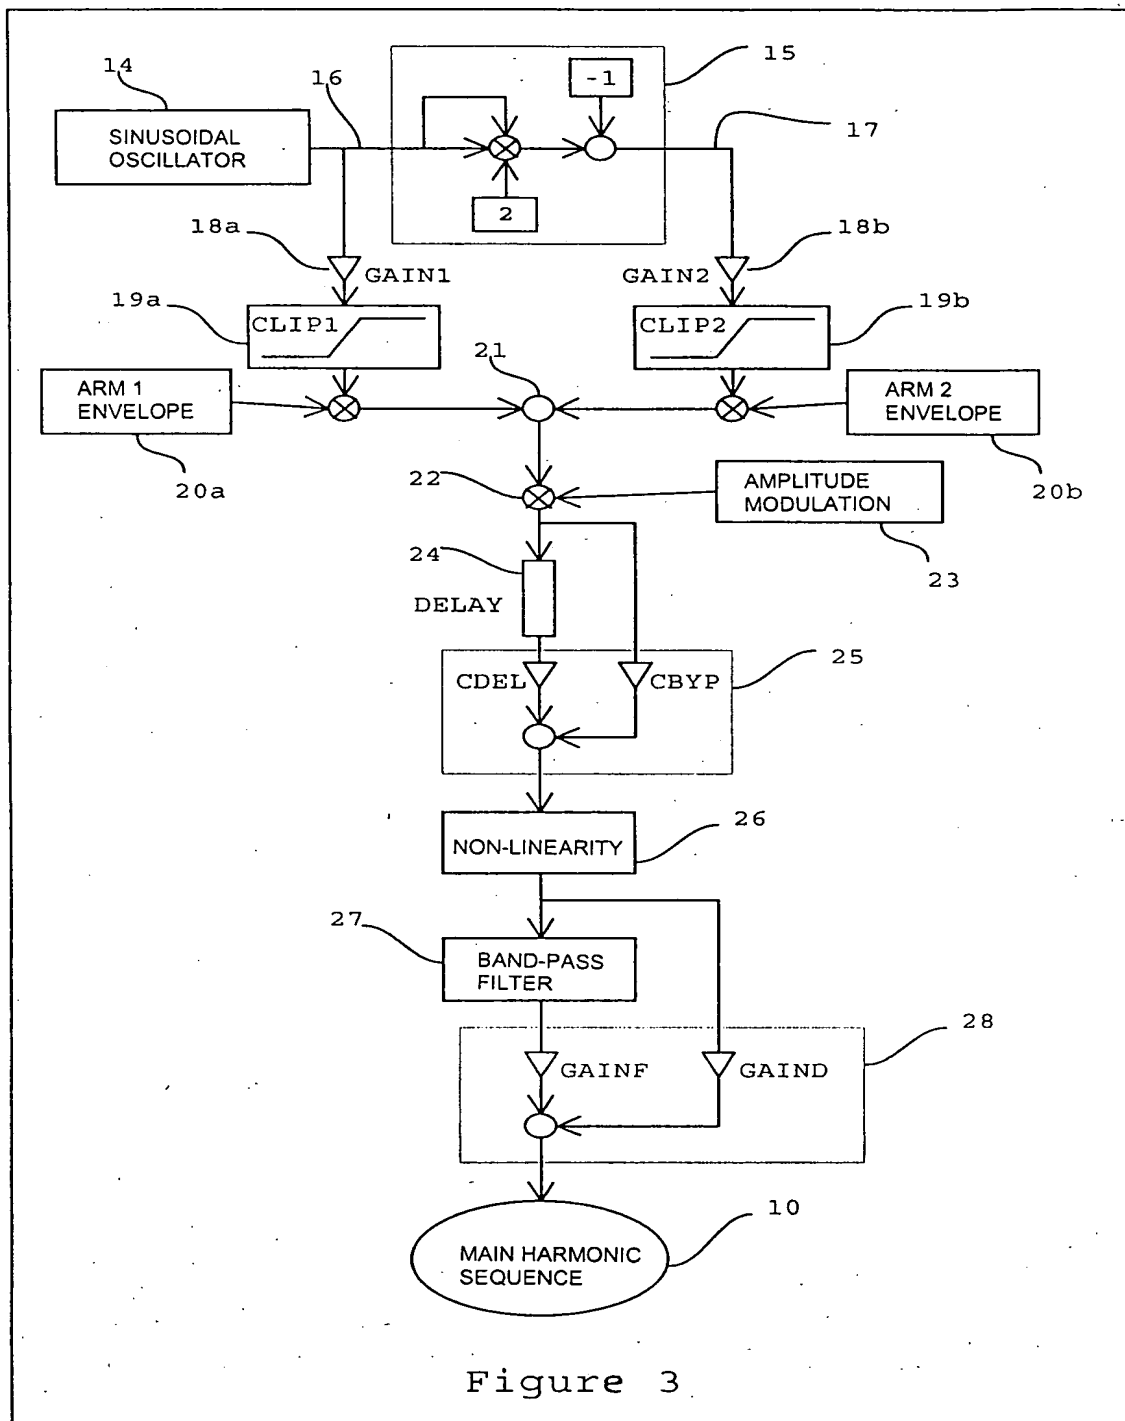 14
16
15
-1
17
SINUSOIDAL
OSCILLATOR
2
18a
GAIN1
GAIN2
18b
19a
CLIP1
CLIP2
19b
21
ARM 1
ENVELOPE
ARM 2
ENVELOPE
20a
20b
22
AMPLITUDE
MODULATION
23
24
DELAY
25
CDEL
CBYP
26
NON-LINEARITY
27
BAND-PASS
FILTER
28
GAINF
GAIND
10
MAIN HARMONIC
SEQUENCE
Figure 3